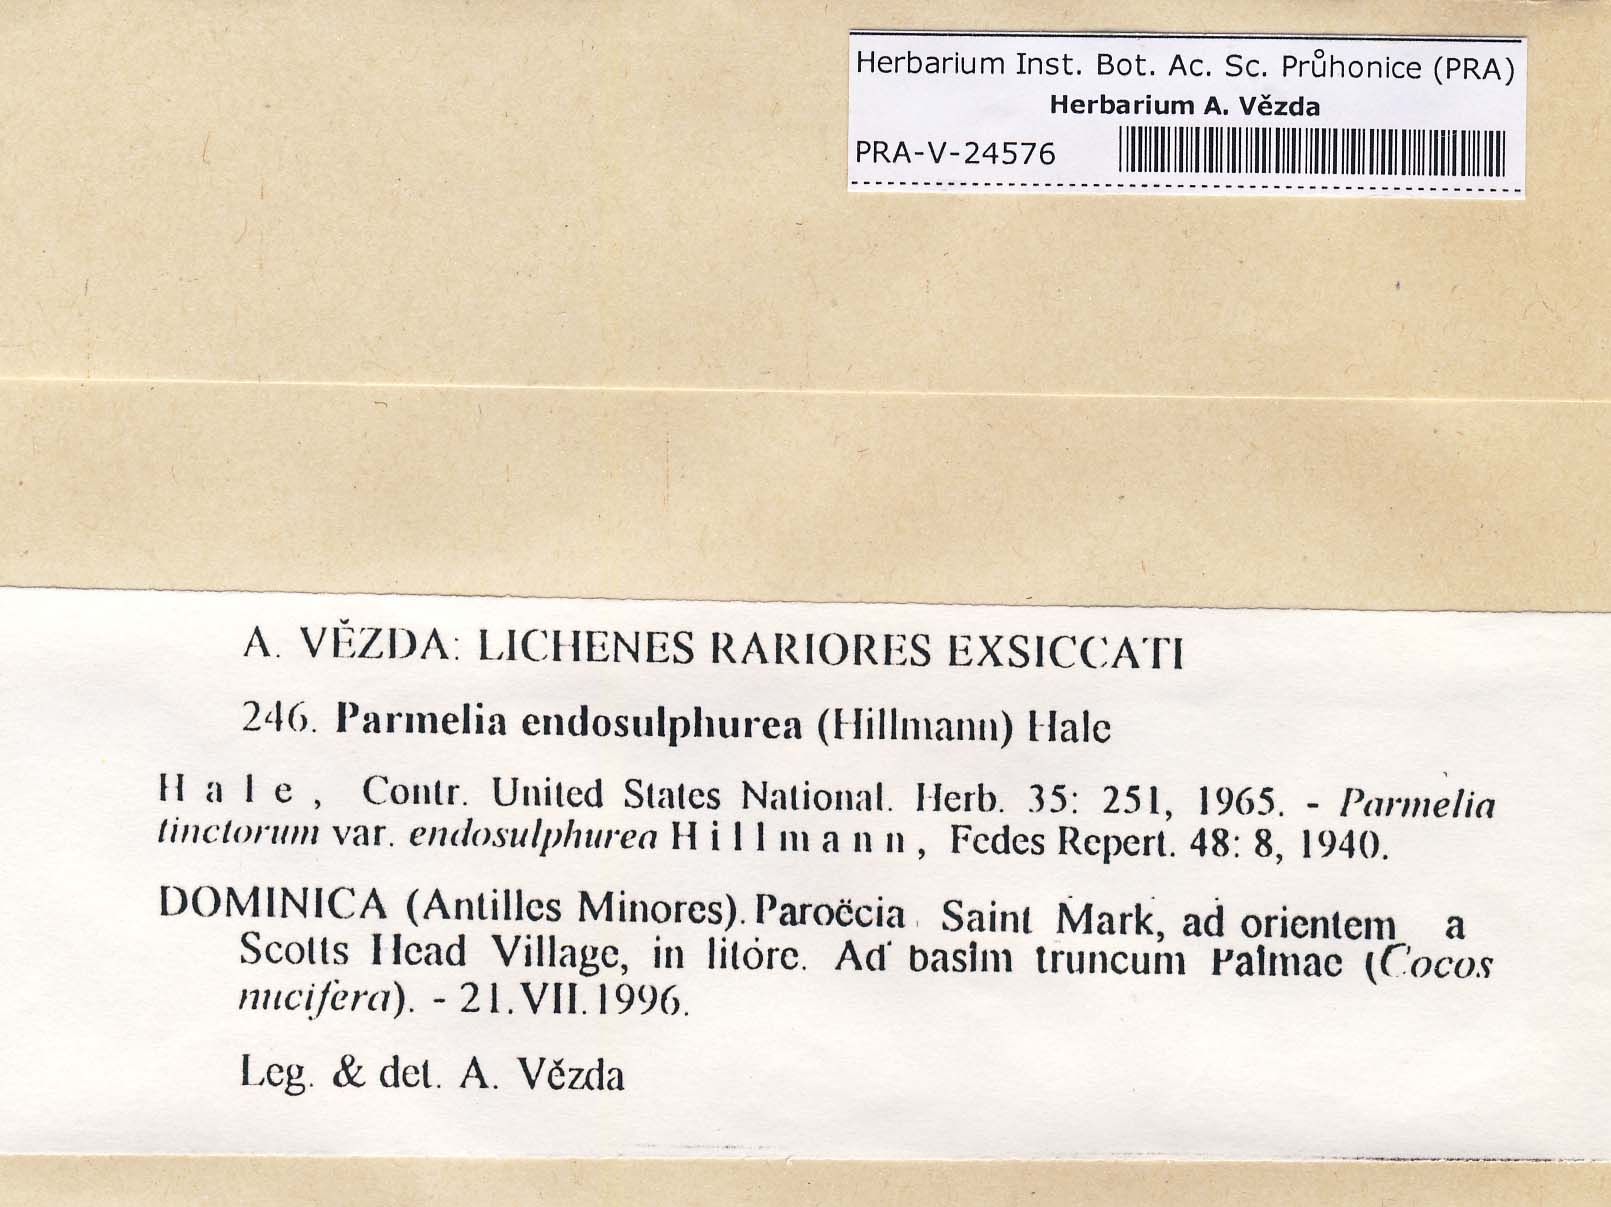 Herbarium Inst. Bot. Ac. Sc. Průhonice (PRA)
Herbarium A. Vězda
PRA-V-24576
A. VĚZDA: LICHENES RARIORES EXSICCATI
246. Parmelia endosulphurea (Hillmann) Hale
Hale, Contr. United States National. Herb. 35: 251, 1965. - Parmelia
tinctorum var. endosulphurea Hillmann, Fedes Repert. 48: 8, 1940.
DOMINICA (Antilles Minores). Paroëcia Saint Mark, ad orientem a
Scotts Head Village, in litore. Ad basim truncum Palmae (Cocos
nucifera). - 21.VII.1996.
Leg. & det. A. Vězda